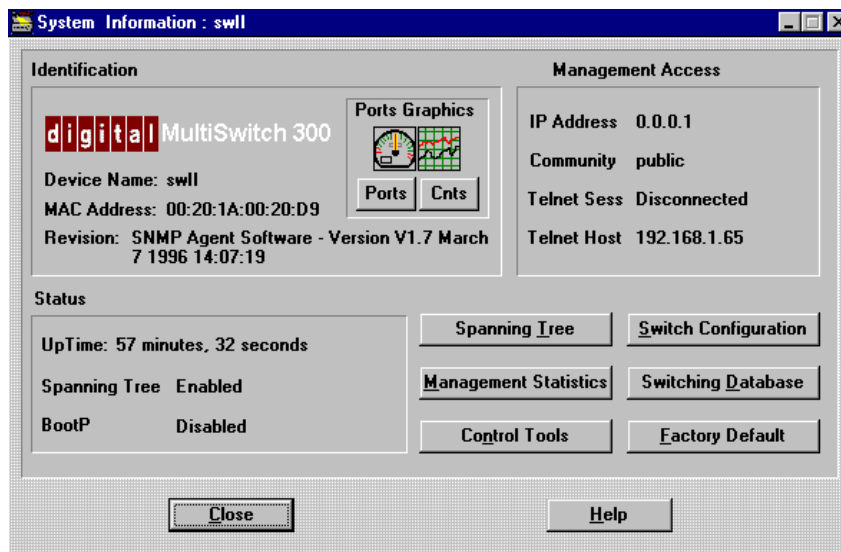 System Information : swII
Identification
digital MultiSwitch 300
Ports Graphics
Ports Cnts
Device Name: swII
MAC Address: 00:20:1A:00:20:D9
Revision: SNMP Agent Software - Version V1.7 March
7 1996 14:07:19
Management Access
IP Address 0.0.0.1
Community public
Telnet Sess Disconnected
Telnet Host 192.168.1.65
Status
UpTime: 57 minutes, 32 seconds
Spanning Tree Enabled
BootP Disabled
Spanning Tree Switch Configuration
Management Statistics Switching Database
Control Tools Factory Default
Close Help